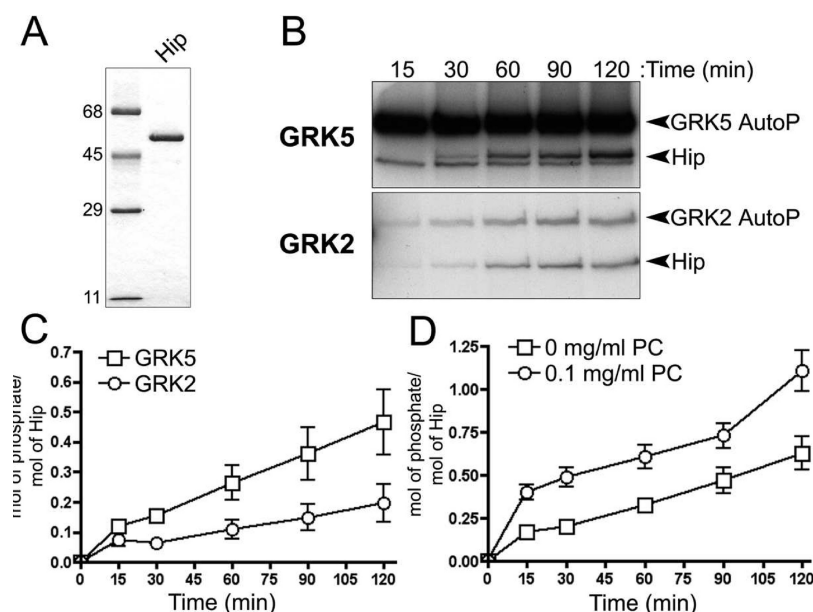 A
Hip
68
45
29
11
B
15 30 60 90 120 :Time (min)
GRK5
GRK5 AutoP
Hip
GRK2
GRK2 AutoP
Hip
C
mol of phosphate/
mol of Hip
0.7
0.6
0.5
0.4
0.3
0.2
0.1
0.0
GRK5
GRK2
0 15 30 45 60 75 90 105 120
Time (min)
D
mol of phosphate/
mol of Hip
1.25
1.00
0.75
0.50
0.25
0.00
0 mg/ml PC
0.1 mg/ml PC
0 15 30 45 60 75 90 105 120
Time (min)